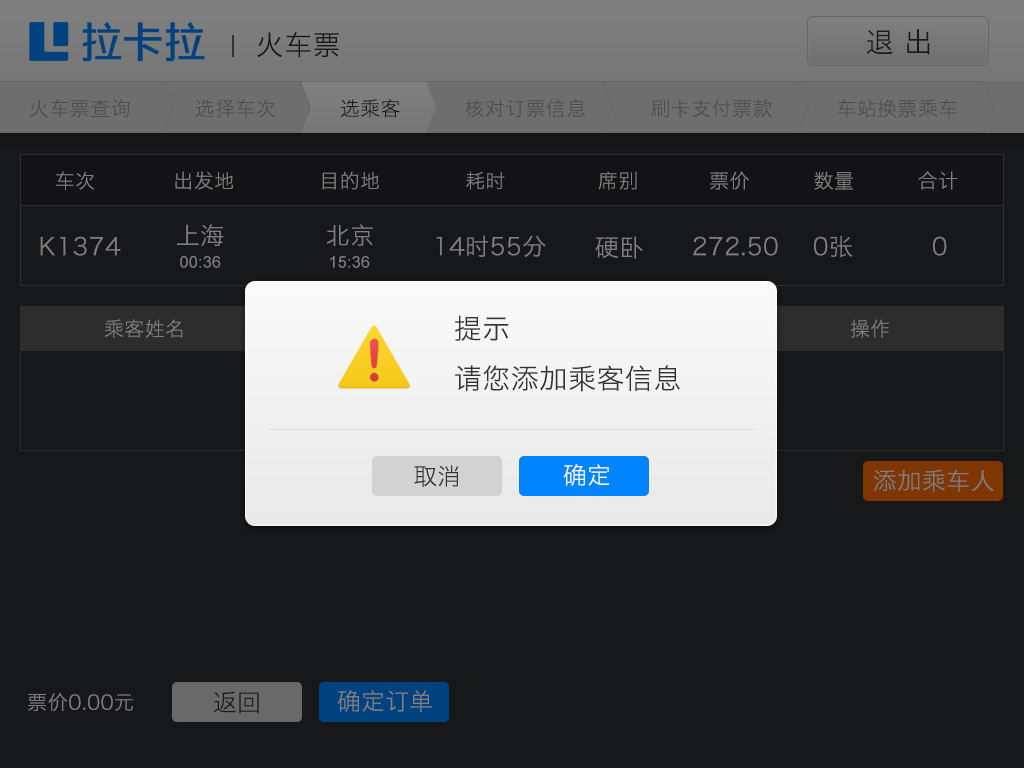 拉卡拉 | 火车票
退 出
火车票查询 选择车次 选乘客 核对订票信息 刷卡支付票款 车站换票乘车
车次 出发地 目的地 耗时 席别 票价 数量 合计
K1374 上海 北京 14时55分 硬卧 272.50 0张 0
00:36 15:36
乘客姓名 操作
提示
请您添加乘客信息
取消 确定
添加乘车人
票价0.00元 返回 确定订单